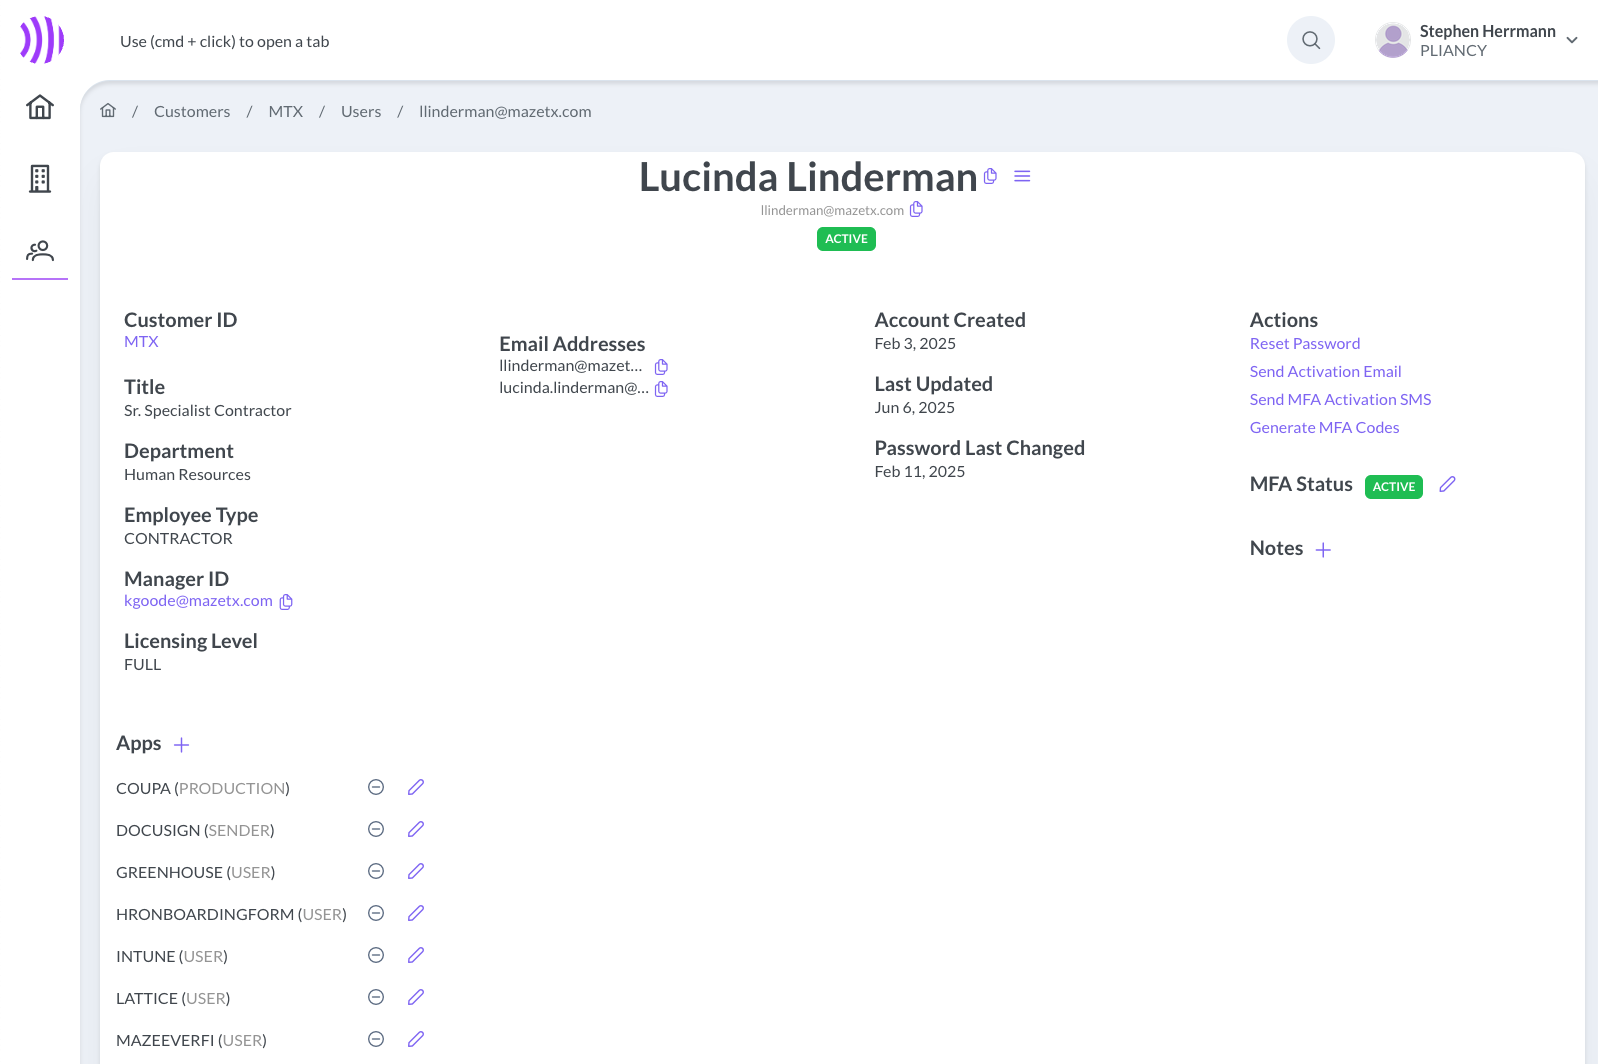 Use (cmd + click) to open a tab
Stephen Herrmann
PLIANCY
/ Customers / MTX / Users / llinderman@mazetx.com
Lucinda Linderman
llinderman@mazetx.com
ACTIVE
Customer ID
MTX
Title
Sr. Specialist Contractor
Department
Human Resources
Employee Type
CONTRACTOR
Manager ID
kgoode@mazetx.com
Licensing Level
FULL
Email Addresses
llinderman@mazet...
lucinda.linderman@...
Account Created
Feb 3, 2025
Last Updated
Jun 6, 2025
Password Last Changed
Feb 11, 2025
Actions
Reset Password
Send Activation Email
Send MFA Activation SMS
Generate MFA Codes
MFA Status ACTIVE
Notes
Apps
COUPA (PRODUCTION)
DOCUSIGN (SENDER)
GREENHOUSE (USER)
HRONBOARDINGFORM (USER)
INTUNE (USER)
LATTICE (USER)
MAZEEVERFI (USER)